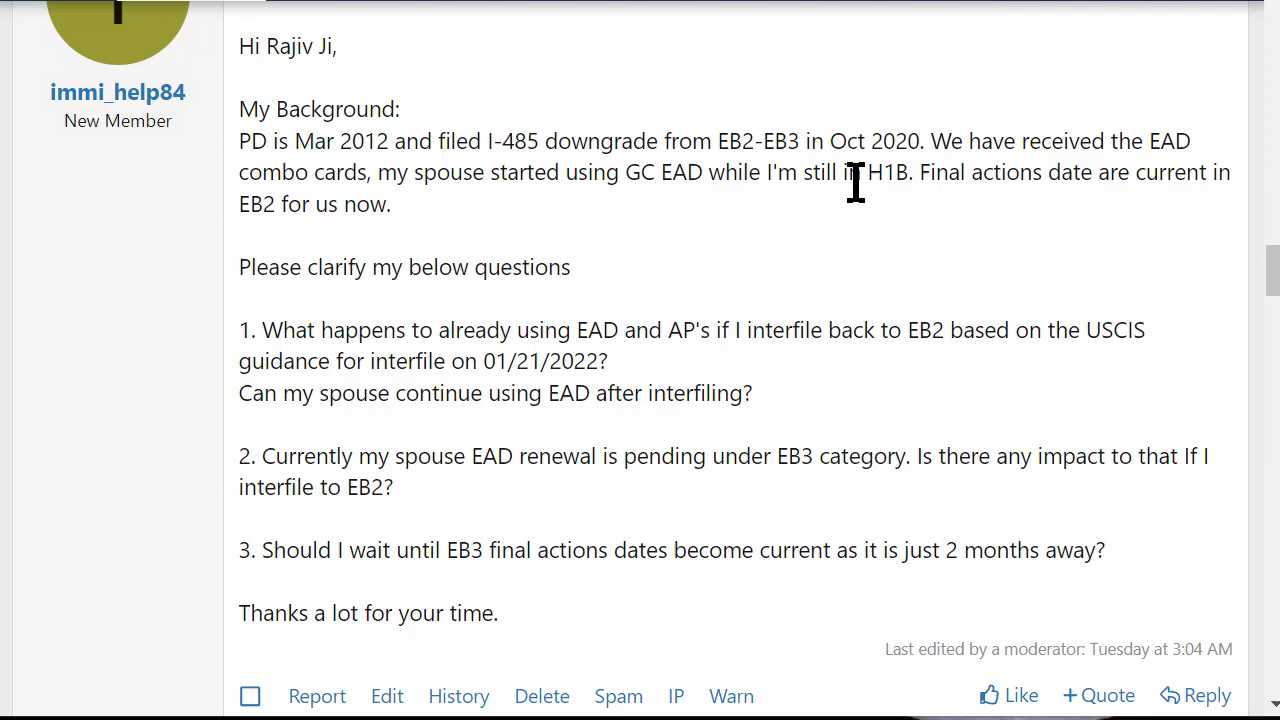 Hi Rajiv Ji,
immi_help84
New Member
My Background:
PD is Mar 2012 and filed I-485 downgrade from EB2-EB3 in Oct 2020. We have received the EAD
combo cards, my spouse started using GC EAD while I'm still in H1B. Final actions date are current in
EB2 for us now.
Please clarify my below questions
1. What happens to already using EAD and AP's if I interfile back to EB2 based on the USCIS
guidance for interfile on 01/21/2022?
Can my spouse continue using EAD after interfiling?
2. Currently my spouse EAD renewal is pending under EB3 category. Is there any impact to that If I
interfile to EB2?
3. Should I wait until EB3 final actions dates become current as it is just 2 months away?
Thanks a lot for your time.
Last edited by a moderator: Tuesday at 3:04 AM
Report Edit History Delete Spam IP Warn Like +Quote Reply